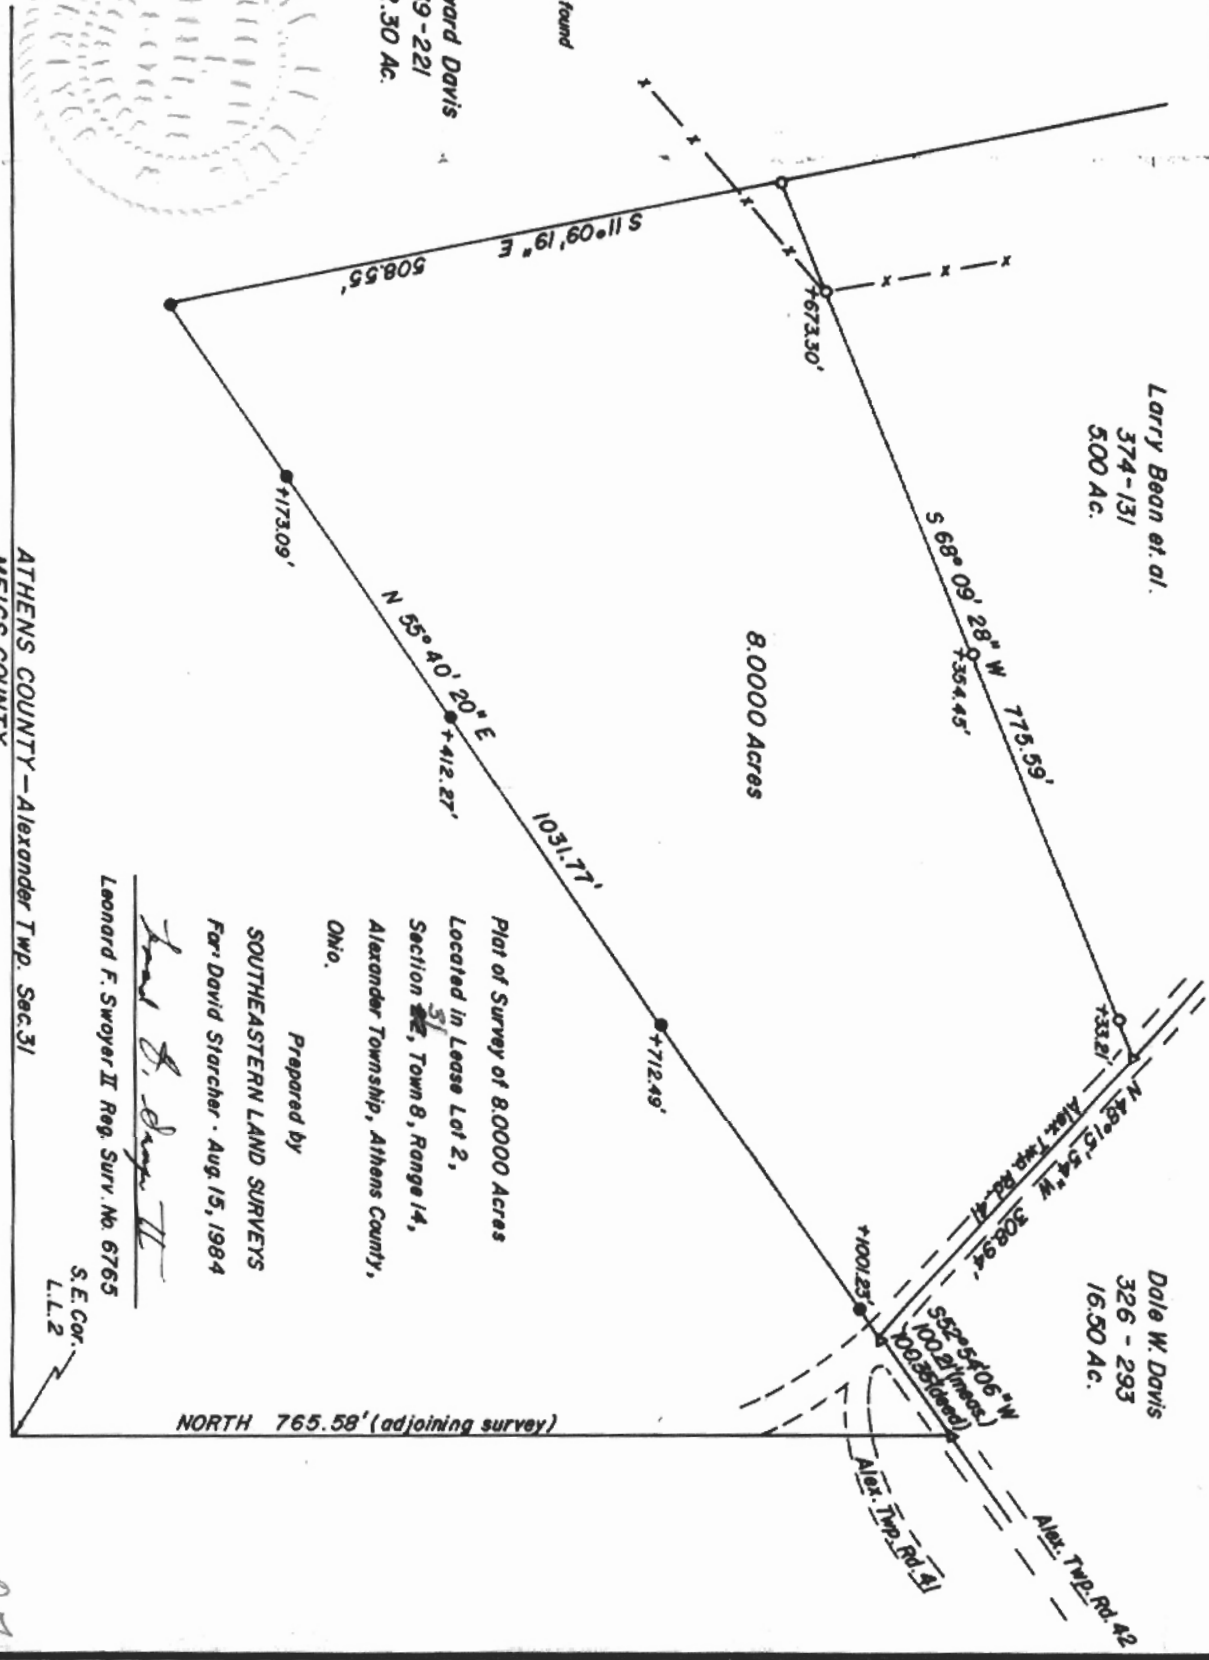 found
ard Davis
9-221
.30 Ac.
Larry Bean et. al.
374-131
5.00 Ac.
S 11° 09' 19" E
508.55'
+673.30'
S 68° 09' 28" W 775.59'
+354.45'
+33.21'
8.0000 Acres
+173.09'
N 55° 40' 20" E
1031.77'
+412.27'
+712.49'
+1001.23'
N 48° 15' 54" W 308.94'
Alex. Twp. Rd. 41
Dale W. Davis
326-293
16.50 Ac.
S52°54'06"W
100.21'(meas.)
100.35'(deed)
Alex. Twp. Rd. 41
Alex. Twp. Rd. 42
NORTH 765.58' (adjoining survey)
Plat of Survey of 8.0000 Acres
Located in Lease Lot 2,
Section 31, Town 8, Range 14,
Alexander Township, Athens County,
Ohio.
Prepared by
SOUTHEASTERN LAND SURVEYS
For: David Starcher - Aug. 15, 1984
Leonard F. Swoyer II Reg. Surv. No. 6765
S.E. Cor.
L.L.2
ATHENS COUNTY-Alexander Twp. Sec.31
MEIGS COUNTY